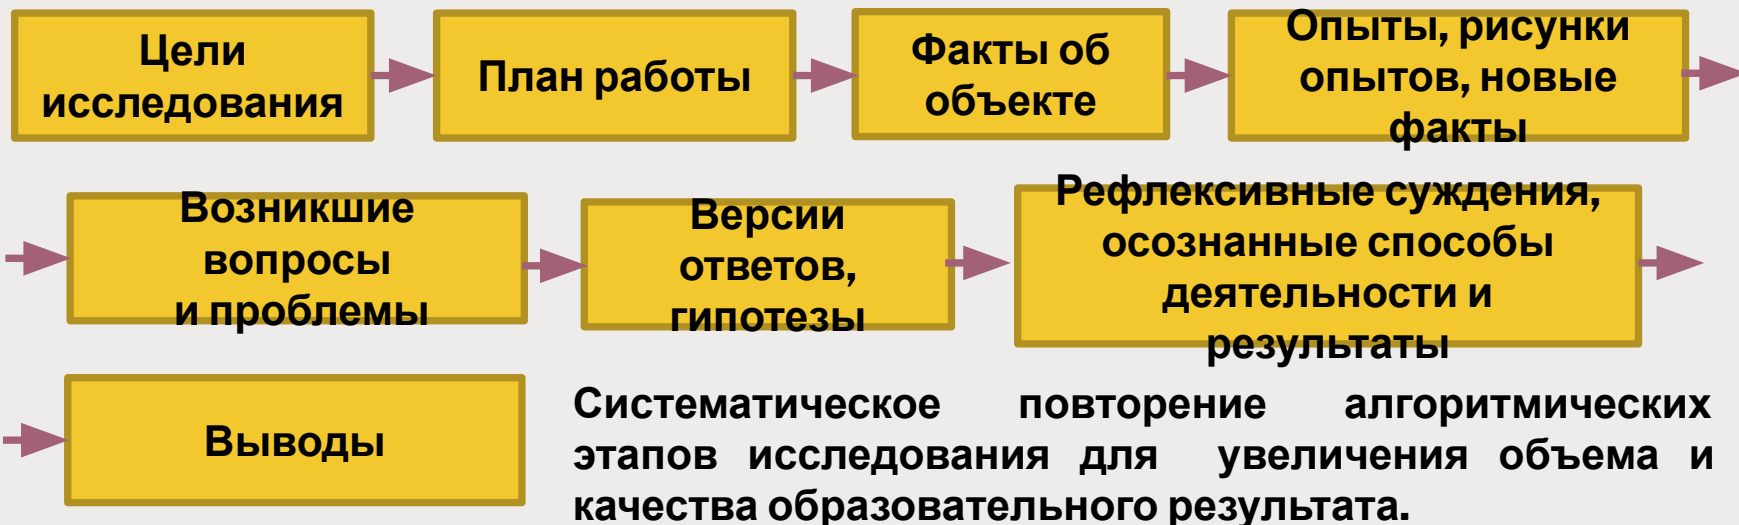 Цели
исследования
План работы
Факты об
объекте
Опыты, рисунки
опытов, новые
факты
Возникшие
вопросы
и проблемы
Версии
ответов,
гипотезы
Рефлексивные суждения,
осознанные способы
деятельности и
результаты
Выводы
Систематическое повторение алгоритмических
этапов исследования для увеличения объема и
качества образовательного результата.